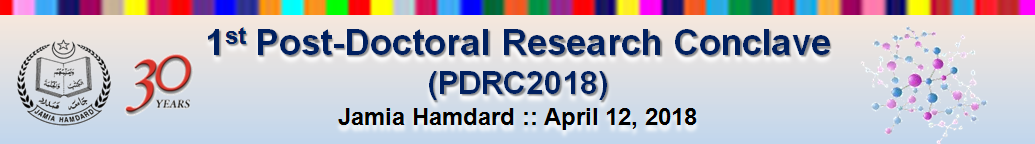 1st Post-Doctoral Research Conclave
(PDRC2018)
Jamia Hamdard :: April 12, 2018
30
YEARS
JAMIA HAMDARD